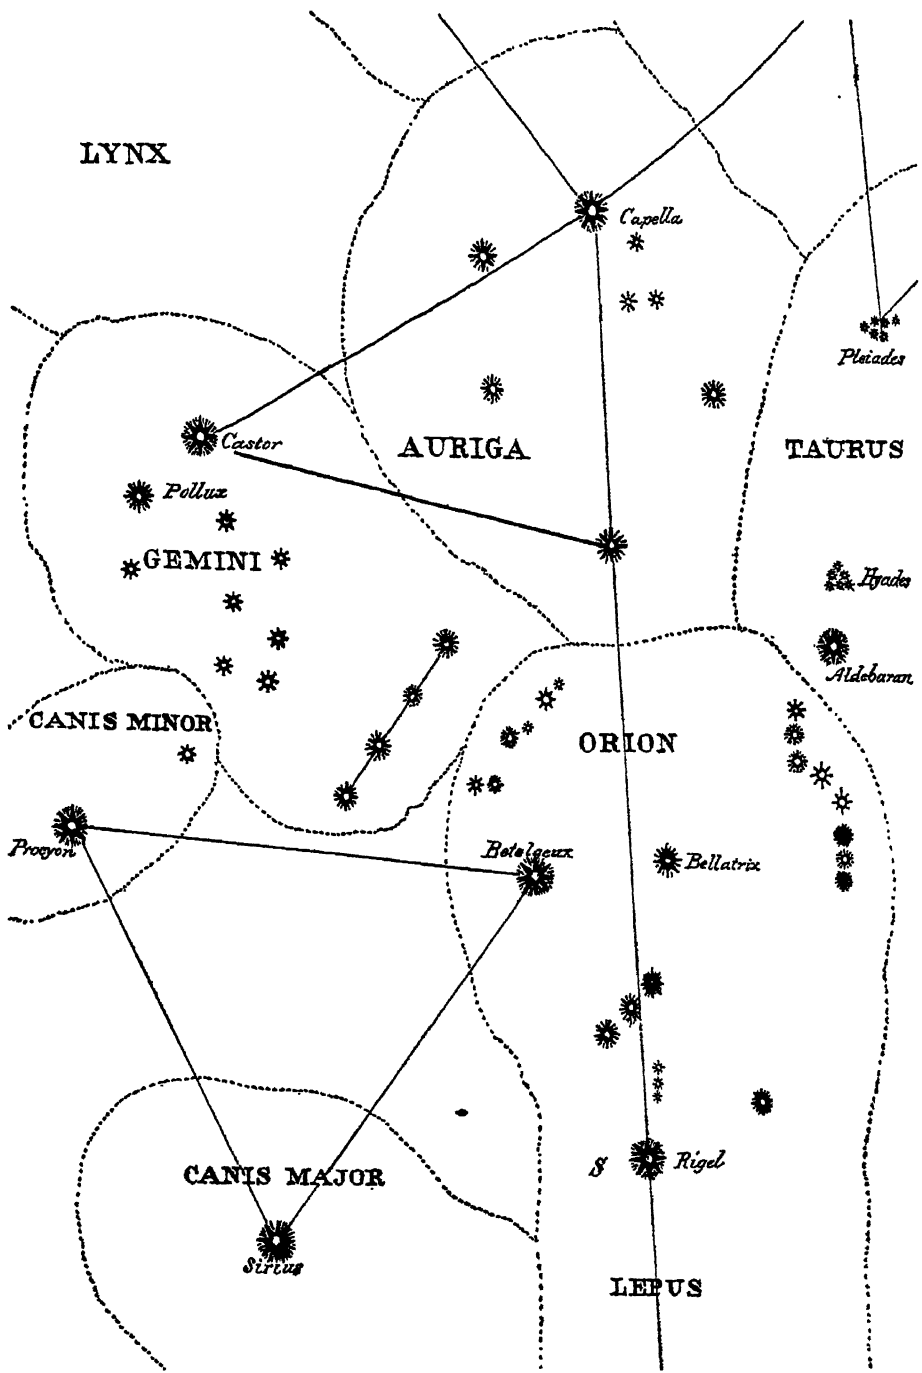 LYNX
Capella
Pleiades
Castor
AURIGA
TAURUS
Pollux
GEMINI
Hyades
Aldebaran
CANIS MINOR
ORION
Procyon
Betelgeux
Bellatrix
S
Rigel
CANIS MAJOR
Sirius
LEPUS